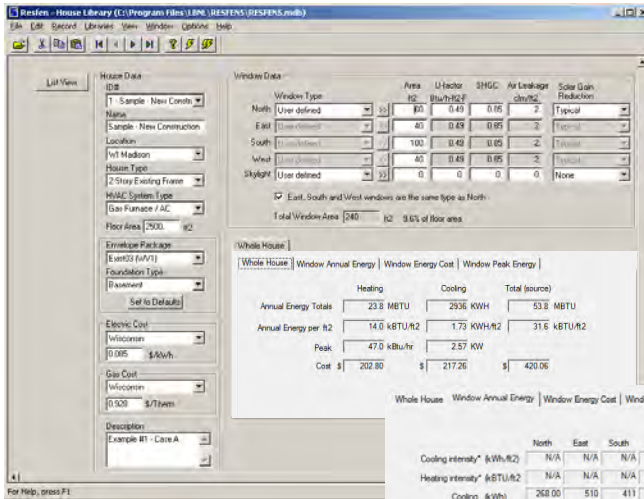 Resfen - House Library (C:\Program Files\LBNL\RESFEN5\RESFEN5.mdb)
File Edit Record Libraries View Window Options Help
List View
House Data
ID#
1 - Sample - New Constru
Name
Sample - New Construction
Location
WI Madison
House Type
2-Story Existing Frame
HVAC System Type
Gas Furnace / AC
Floor Area 2500. ft2
Envelope Package
Foundation Type
Basement
Set to Defaults
Electric Cost
Wisconsin
0.085 $/kWh
Gas Cost
Wisconsin
0.920 $/Therm
Description
Example #1 - Case A
Window Data
Area U-factor SHGC Air Leakage Solar Gain
Window Type ft2 Btu/h-ft2-F cfm/ft2 Reduction
North User defined >> 60 0.49 0.65 2 Typical
East User defined >> 40 0.49 0.65 2 Typical
South User defined >> 100 0.49 0.65 2 Typical
West User defined >> 40 0.49 0.65 2 Typical
Skylight User defined >> 0 0 0 0 None
East, South and West windows are the same type as North
Total Window Area 240 ft2 9.6% of floor area
Whole House
Whole House Window Annual Energy Window Energy Cost Window Peak Energy
Heating Cooling Total (source)
Annual Energy Totals 23.8 MBTU 2936 KWH 53.8 MBTU
Annual Energy per ft2 14.0 kBTU/ft2 1.73 KWH/ft2 31.6 kBTU/ft2
Peak 47.0 kBtu/hr 2.57 KW
Cost $ 202.80 $ 217.26 $ 420.06
Whole House Window Annual Energy Window Energy Cost Wind
North East South
Cooling intensity* (kWh/ft2) N/A N/A N/A
Heating intensity* (kBTU/ft2 N/A N/A N/A
Cooling (kWh) 268.00 510 411
For Help, press F1